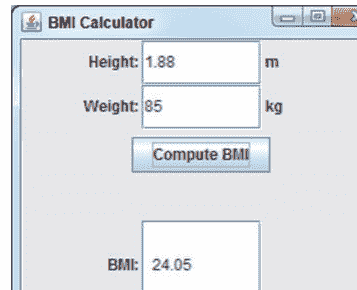 BMI Calculator
Height: 1.88 m
Weight: 85 kg
Compute BMI
BMI: 24.05